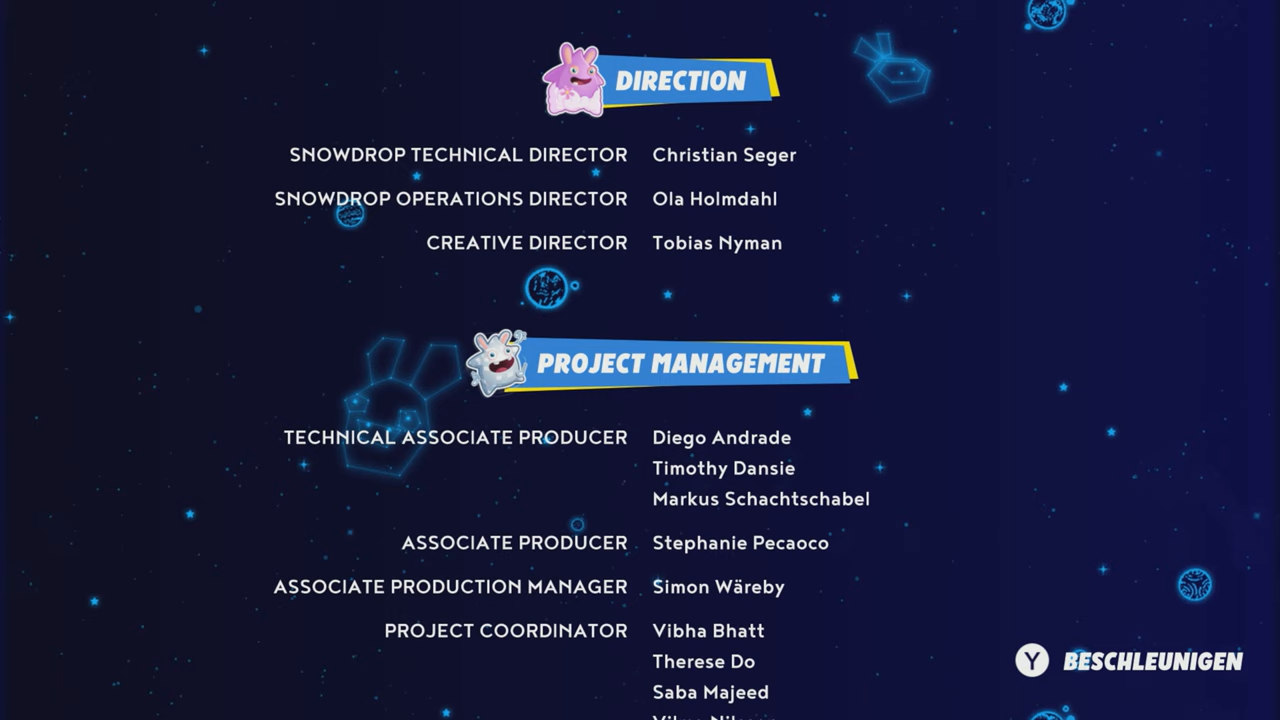 DIRECTION
SNOWDROP TECHNICAL DIRECTOR Christian Seger
SNOWDROP OPERATIONS DIRECTOR Ola Holmdahl
CREATIVE DIRECTOR Tobias Nyman
PROJECT MANAGEMENT
TECHNICAL ASSOCIATE PRODUCER Diego Andrade
Timothy Dansie
Markus Schachtschabel
ASSOCIATE PRODUCER Stephanie Pecaoco
ASSOCIATE PRODUCTION MANAGER Simon Wäreby
PROJECT COORDINATOR Vibha Bhatt
Therese Do
Saba Majeed
Y BESCHLEUNIGEN